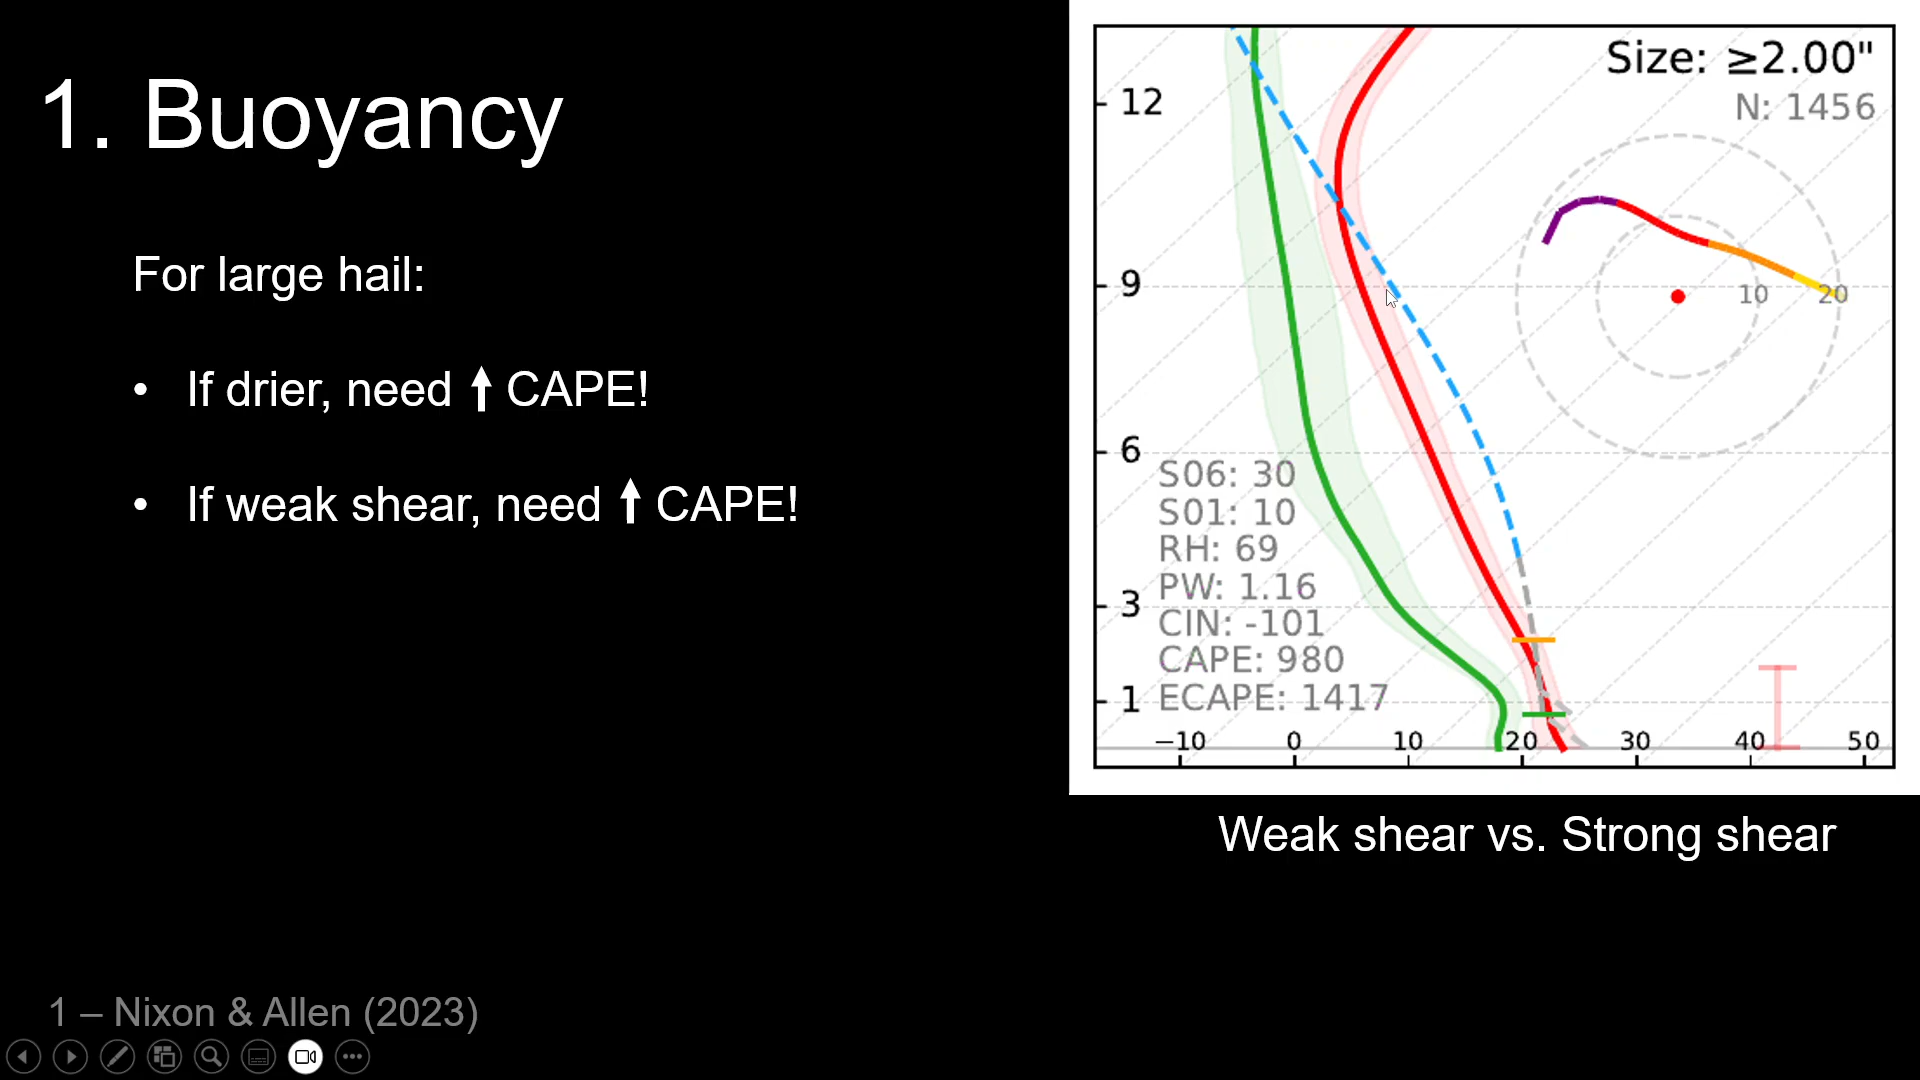 1. Buoyancy
For large hail:
• If drier, need ⬆ CAPE!
• If weak shear, need ⬆ CAPE!
Size: ≥2.00"
N: 1456
12
9
6
3
1
10 20
S06: 30
S01: 10
RH: 69
PW: 1.16
CIN: -101
CAPE: 980
ECAPE: 1417
−10 0 10 20 30 40 50
Weak shear vs. Strong shear
1 – Nixon & Allen (2023)